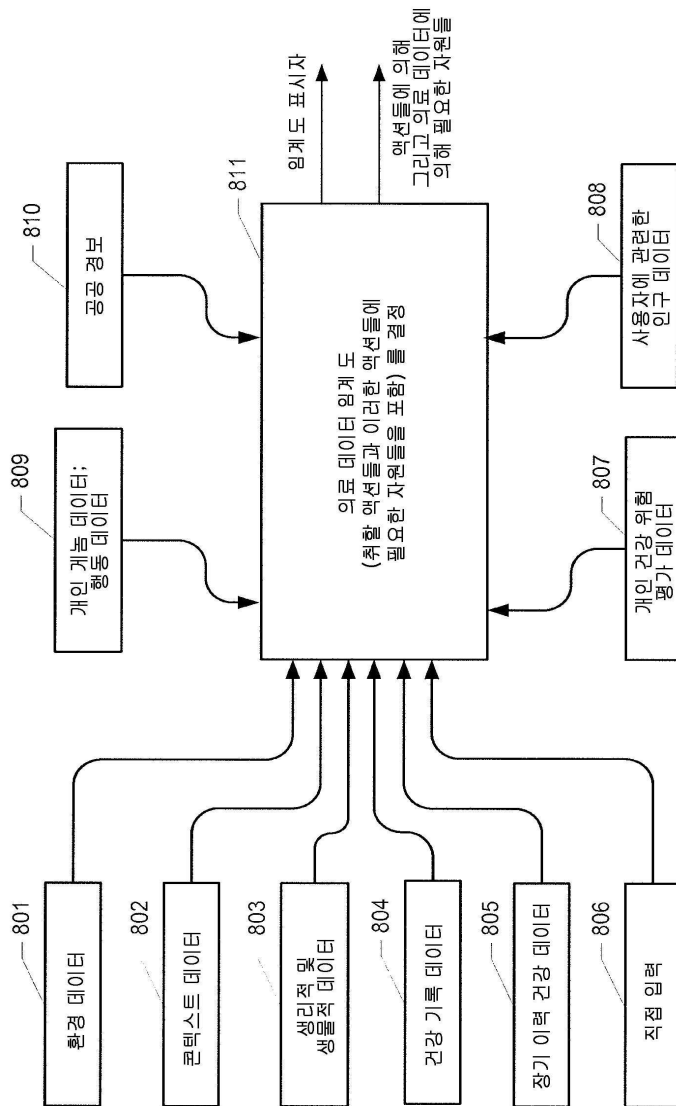 801
환경 데이터
802
콘텍스트 데이터
803
생리적 및
생물적 데이터
804
건강 기록 데이터
805
장기 이력 건강 데이터
806
직접 입력
809
개인 게놈 데이터;
행동 데이터
810
공공 경보
811
의료 데이터 임계 도
(취할 액션들과 이러한 액션들에
필요한 자원들을 포함) 를 결정
807
개인 건강 위험
평가 데이터
808
사용자에 관련한
인구 데이터
임계도 표시자
액션들에 의해
그리고 의료 데이터에
의해 필요한 자원들